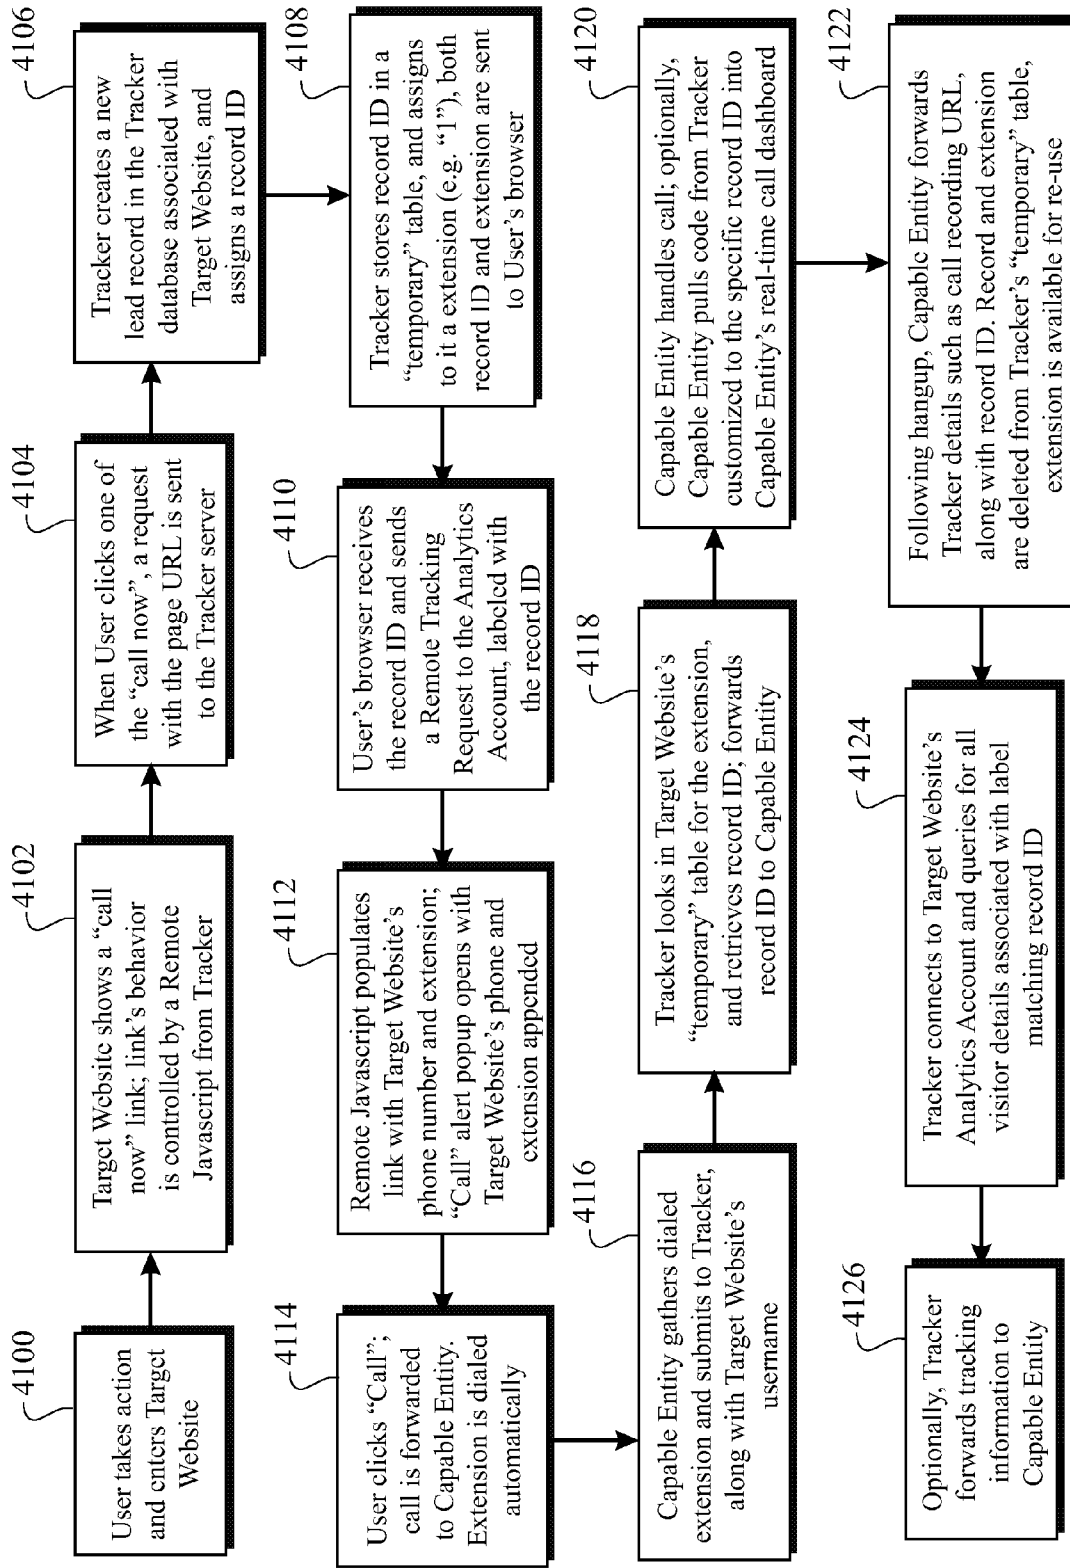 4100
User takes action
and enters Target
Website
4102
Target Website shows a “call
now” link; link’s behavior
is controlled by a Remote
Javascript from Tracker
4104
When User clicks one of
the “call now”, a request
with the page URL is sent
to the Tracker server
4106
Tracker creates a new
lead record in the Tracker
database associated with
Target Website, and
assigns a record ID
4108
Tracker stores record ID in a
“temporary” table, and assigns
to it a extension (e.g. “1”), both
record ID and extension are sent
to User’s browser
4110
User’s browser receives
the record ID and sends
a Remote Tracking
Request to the Analytics
Account, labeled with
the record ID
4112
Remote Javascript populates
link with Target Website’s
phone number and extension;
“Call” alert popup opens with
Target Website’s phone and
extension appended
4114
User clicks “Call”;
call is forwarded
to Capable Entity.
Extension is dialed
automatically
4116
Capable Entity gathers dialed
extension and submits to Tracker,
along with Target Website’s
username
4118
Tracker looks in Target Website’s
“temporary” table for the extension,
and retrieves record ID; forwards
record ID to Capable Entity
4120
Capable Entity handles call; optionally,
Capable Entity pulls code from Tracker
customized to the specific record ID into
Capable Entity’s real-time call dashboard
4122
Following hangup, Capable Entity forwards
Tracker details such as call recording URL,
along with record ID. Record and extension
are deleted from Tracker’s “temporary” table,
extension is available for re-use
4124
Tracker connects to Target Website’s
Analytics Account and queries for all
visitor details associated with label
matching record ID
4126
Optionally, Tracker
forwards tracking
information to
Capable Entity